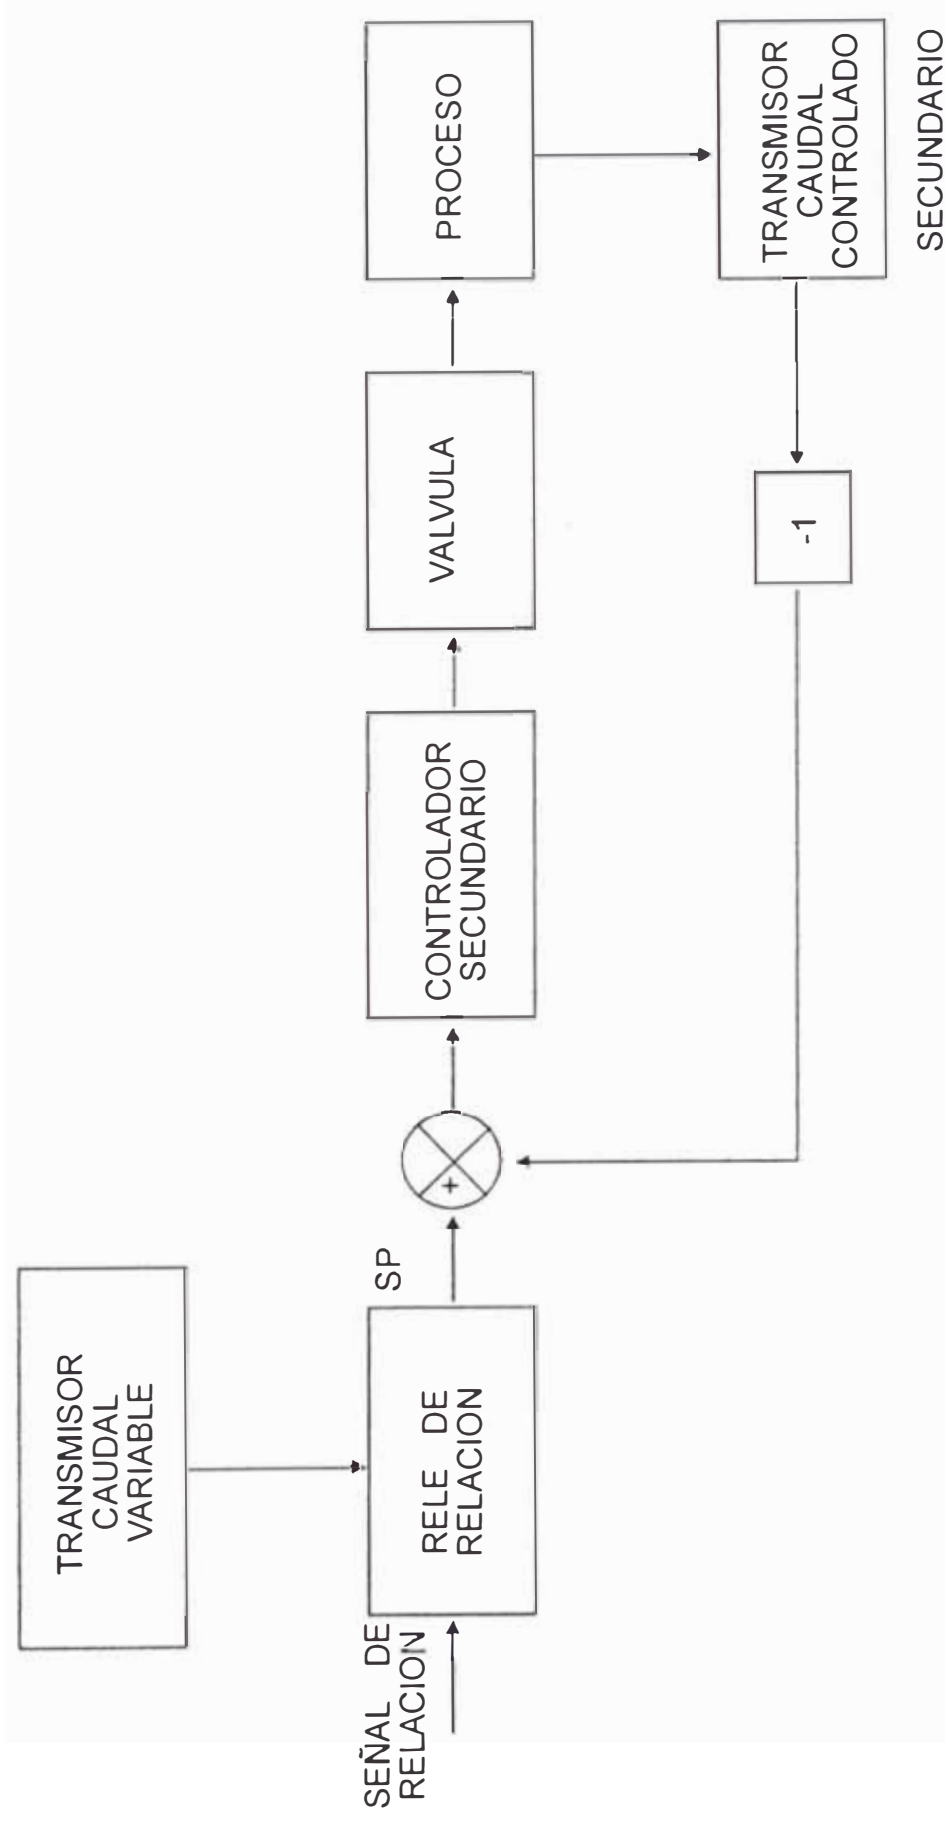 TRANSMISOR
CAUDAL
VARIABLE
SEÑAL DE
RELACION
RELE DE
RELACION
SP
+
CONTROLADOR
SECUNDARIO
VALVULA
PROCESO
-1
TRANSMISOR
CAUDAL
CONTROLADO
SECUNDARIO